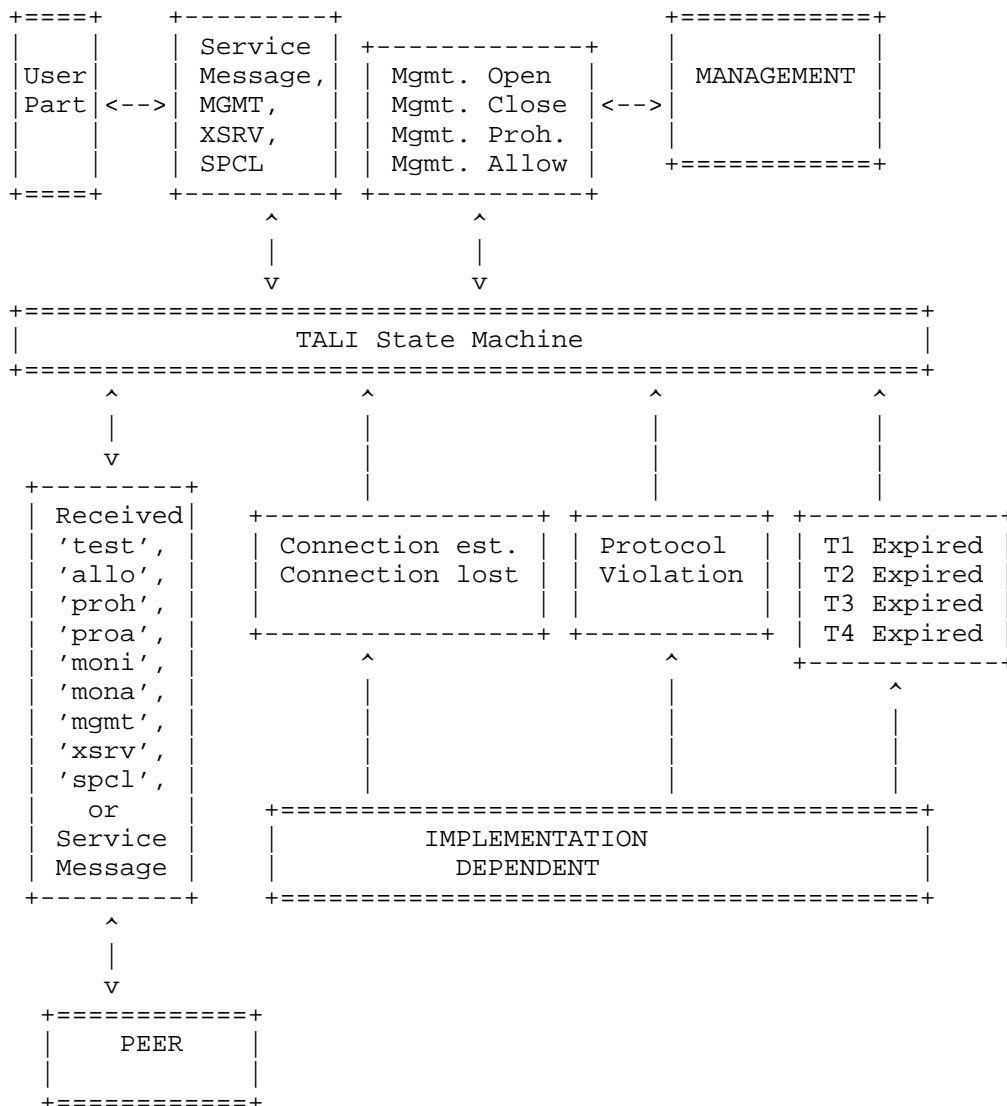 +====+    +---------+                     +============+
|    |    | Service | +-------------+    |            |
|User|    | Message,| | Mgmt. Open  |    | MANAGEMENT |
|Part|<-->| MGMT,   | | Mgmt. Close |<-->|            |
|    |    | XSRV,   | | Mgmt. Proh. |    |            |
|    |    | SPCL    | | Mgmt. Allow |    +============+
+====+    +---------+ +-------------+
                ^            ^
                |            |
                v            v
+========================================================+
|                 TALI State Machine                     |
+========================================================+
      ^               ^                 ^             ^
      |               |                 |             |
      v               |                 |             |
 +---------+          |                 |             |
 | Received|   +-----------------+ +-----------+ +------------+
 | 'test', |   | Connection est. | | Protocol  | | T1 Expired |
 | 'allo', |   | Connection lost | | Violation | | T2 Expired |
 | 'proh', |   |                 | |           | | T3 Expired |
 | 'proa', |   +-----------------+ +-----------+ | T4 Expired |
 | 'moni', |          ^                  ^       +------------+
 | 'mona', |          |                  |             ^
 | 'mgmt', |          |                  |             |
 | 'xsrv', |          |                  |             |
 | 'spcl', |          |                  |             |
 |   or    |    +========================================+
 | Service |    |         IMPLEMENTATION                 |
 | Message |    |           DEPENDENT                    |
 +---------+    +========================================+
      ^
      |
      v
  +============+
  |    PEER    |
  |            |
  +============+